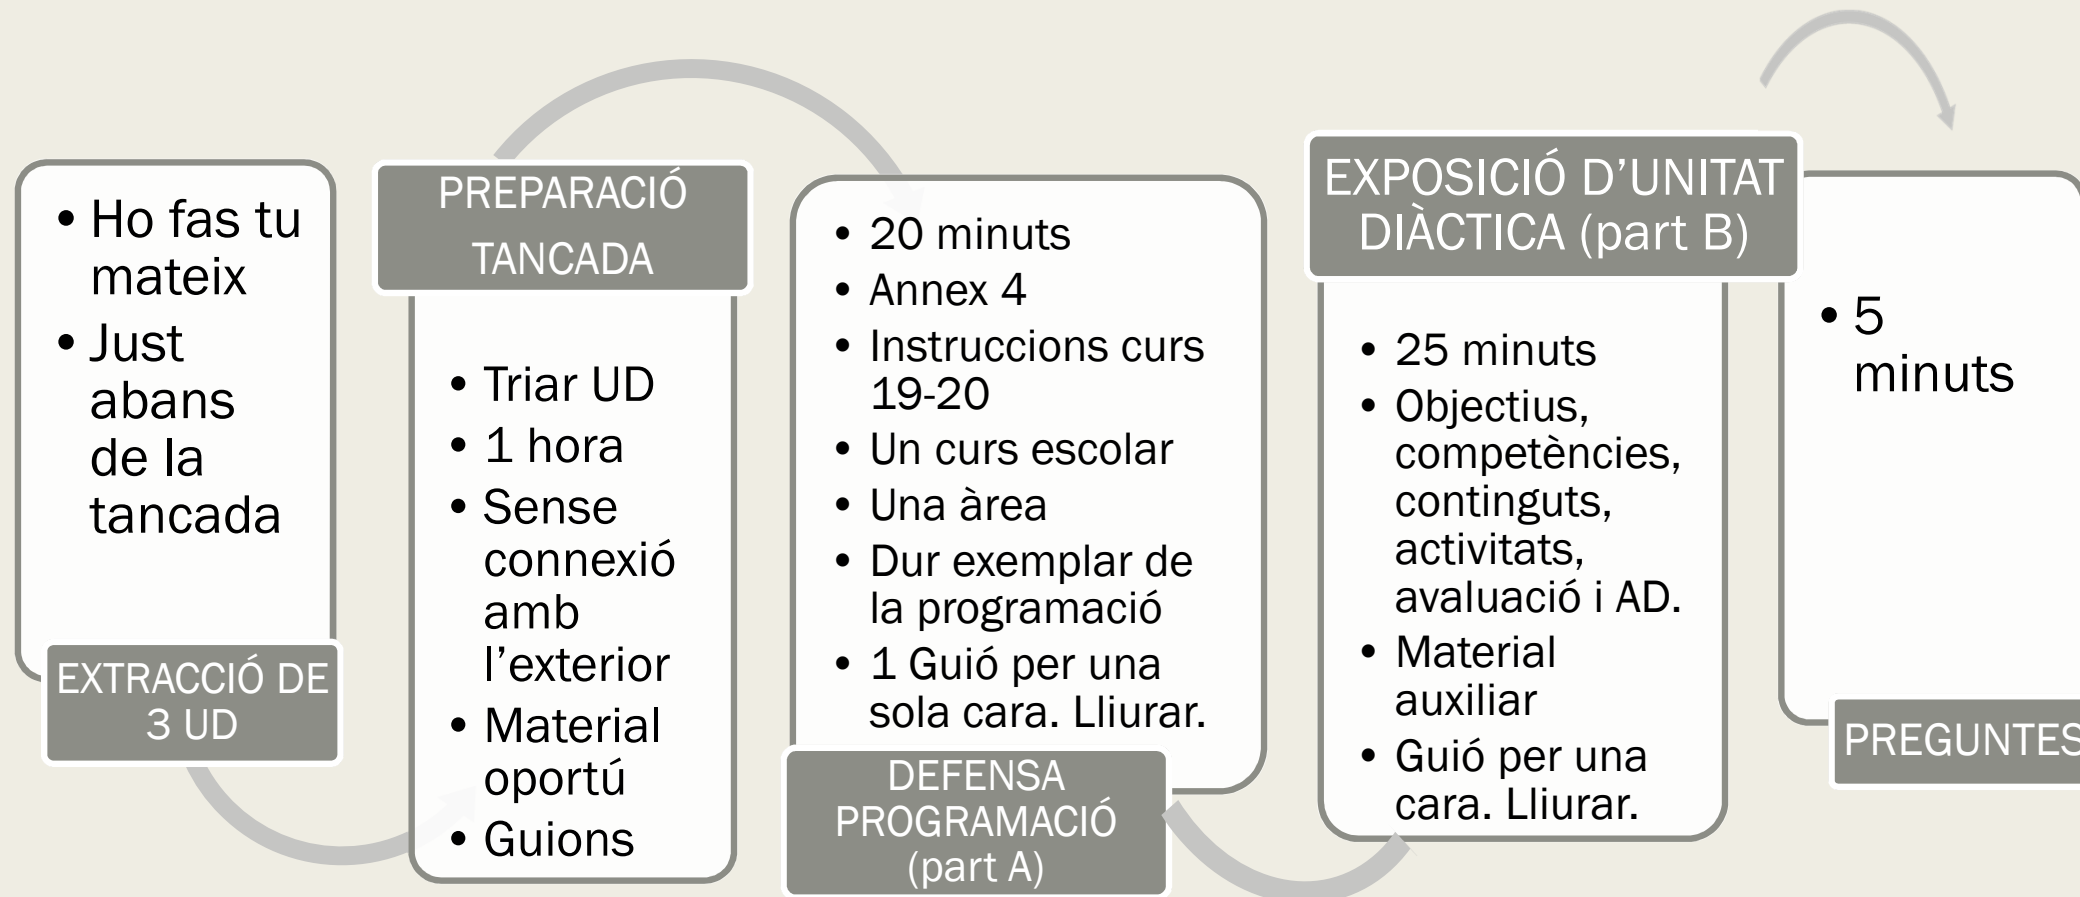 • Ho fas tu
mateix
• Just
abans
de la
tancada
EXTRACCIÓ DE
3 UD
PREPARACIÓ
TANCADA
• Triar UD
• 1 hora
• Sense
connexió
amb
l’exterior
• Material
oportú
• Guions
• 20 minuts
• Annex 4
• Instruccions curs
19-20
• Un curs escolar
• Una àrea
• Dur exemplar de
la programació
• 1 Guió per una
sola cara. Lliurar.
DEFENSA
PROGRAMACIÓ
(part A)
EXPOSICIÓ D’UNITAT
DIÀCTICA (part B)
• 25 minuts
• Objectius,
competències,
continguts,
activitats,
avaluació i AD.
• Material
auxiliar
• Guió per una
cara. Lliurar.
• 5
minuts
PREGUNTES